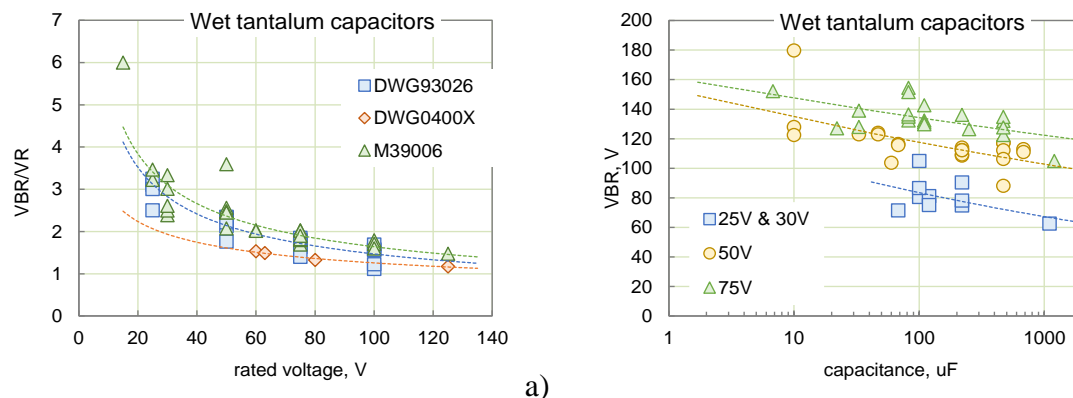 Wet tantalum capacitors
7
6
5
4
3
2
1
0
VBR/VR
DWG93026
DWG0400X
M39006
0 20 40 60 80 100 120 140
rated voltage, V
a)
Wet tantalum capacitors
200
180
160
140
120
100
80
60
40
20
0
VBR, V
25V & 30V
50V
75V
1 10 100 1000
capacitance, uF